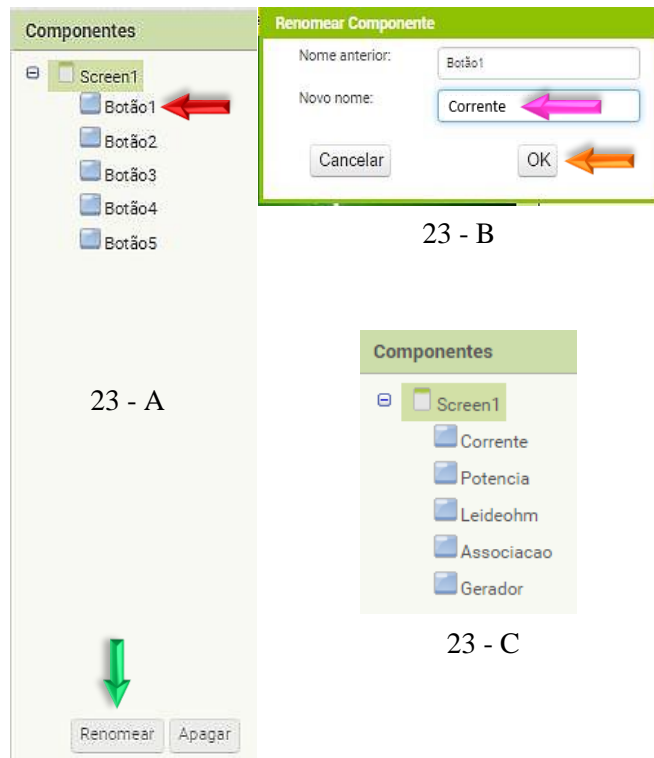 Componentes
Screen1
Botão1
Botão2
Botão3
Botão4
Botão5
23 - A
Renomear Apagar
Renomear Componente
Nome anterior: Botão1
Novo nome: Corrente
Cancelar OK
23 - B
Componentes
Screen1
Corrente
Potencia
Leideohm
Associacao
Gerador
23 - C